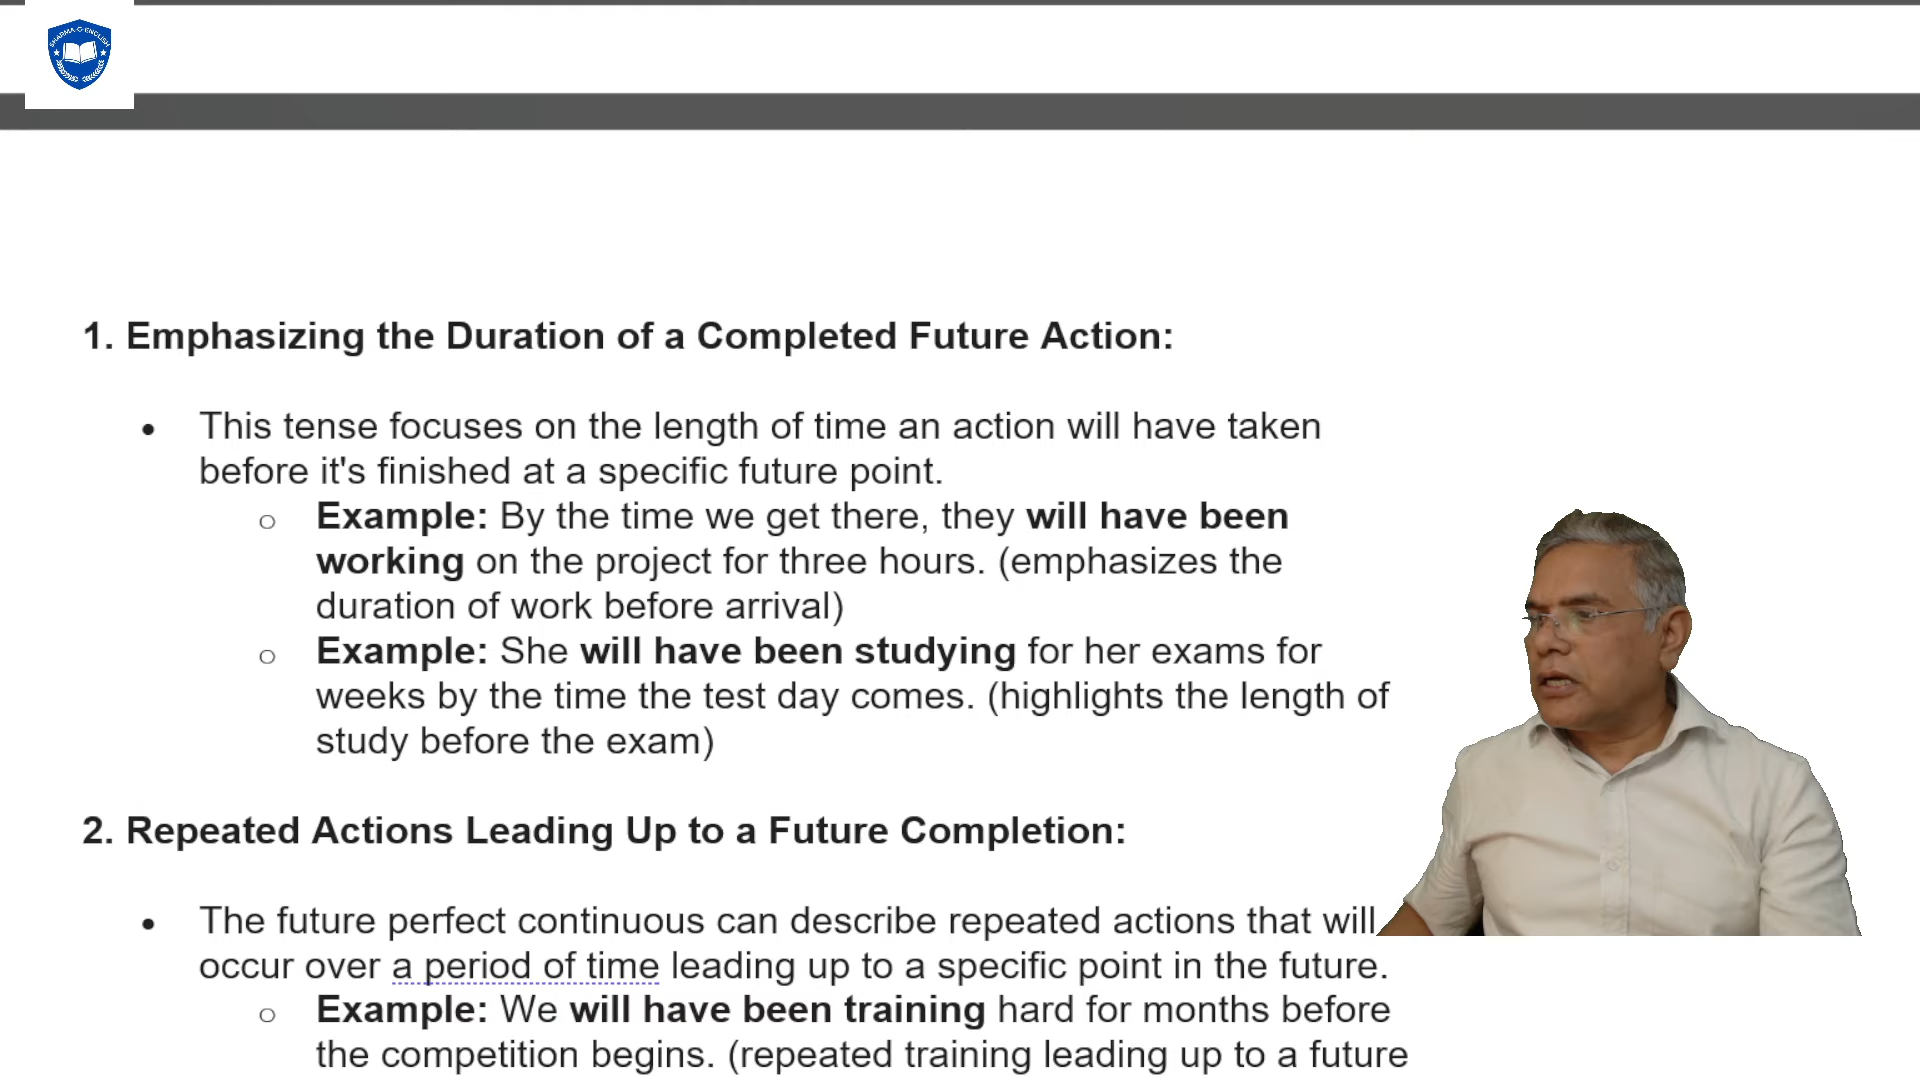 SHARMA-G-ENGLISH
1. Emphasizing the Duration of a Completed Future Action:
• This tense focuses on the length of time an action will have taken
before it's finished at a specific future point.
o Example: By the time we get there, they will have been
working on the project for three hours. (emphasizes the
duration of work before arrival)
o Example: She will have been studying for her exams for
weeks by the time the test day comes. (highlights the length of
study before the exam)
2. Repeated Actions Leading Up to a Future Completion:
• The future perfect continuous can describe repeated actions that will
occur over a period of time leading up to a specific point in the future.
o Example: We will have been training hard for months before
the competition begins. (repeated training leading up to a future